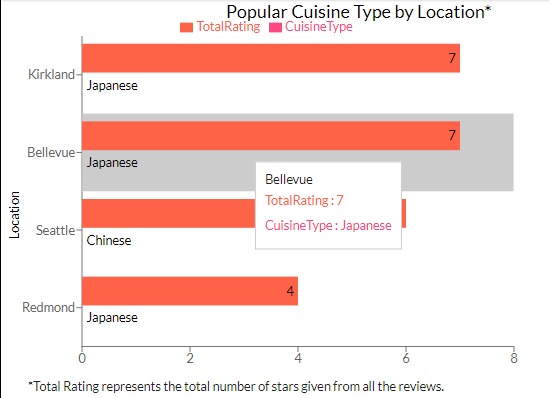 Popular Cuisine Type by Location*
TotalRating CuisineType
Kirkland 7
Japanese
Bellevue 7
Japanese
Bellevue
TotalRating : 7
CuisineType : Japanese
Location
Seattle
Chinese
Redmond 4
Japanese
0 2 4 6 8
*Total Rating represents the total number of stars given from all the reviews.